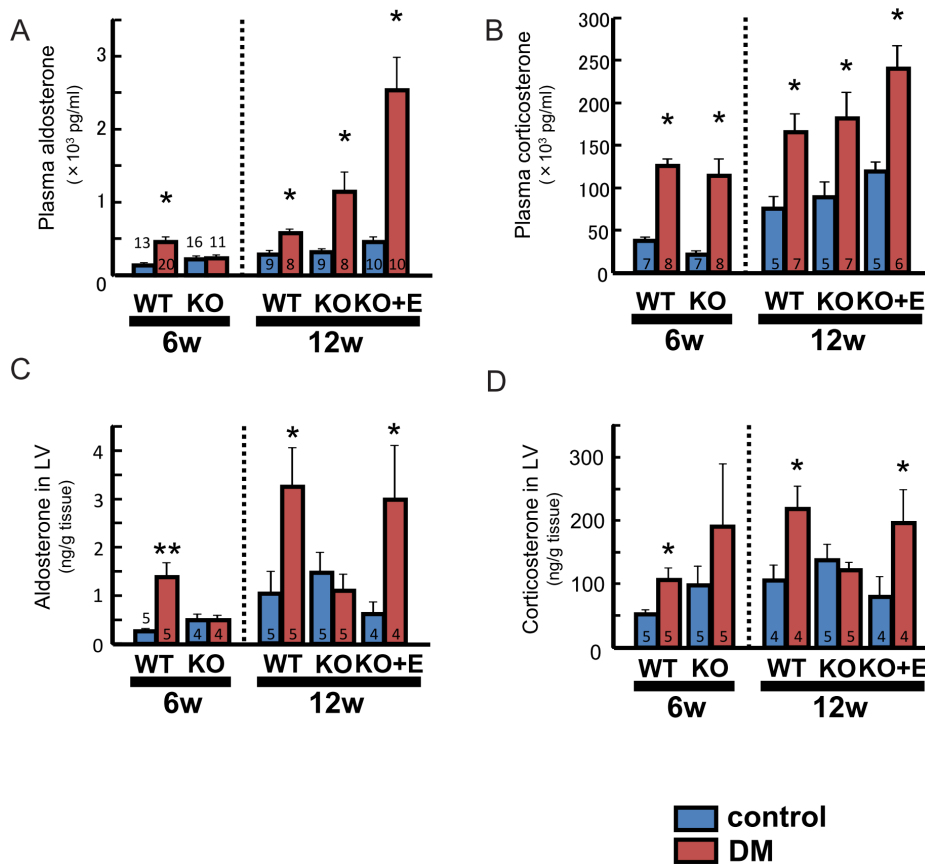 A
Plasma aldosterone
(×10³ pg/ml)
3
2
1
0
*
*
*
*
13
20
16
11
9
8
9
8
10
10
WT KO
WT KO KO+E
6w
12w
B
Plasma corticosterone
(×10³ pg/ml)
300
250
200
150
100
50
0
*
*
*
*
*
7
8
7
8
5
7
5
7
5
6
WT KO
WT KO KO+E
6w
12w
C
Aldosterone in LV
(ng/g tissue)
4
3
2
1
0
**
*
*
5
5
4
4
5
5
5
5
4
4
WT KO
WT KO KO+E
6w
12w
D
Corticosterone in LV
(ng/g tissue)
300
200
100
0
*
*
*
5
5
5
5
4
4
5
5
4
4
WT KO
WT KO KO+E
6w
12w
control
DM